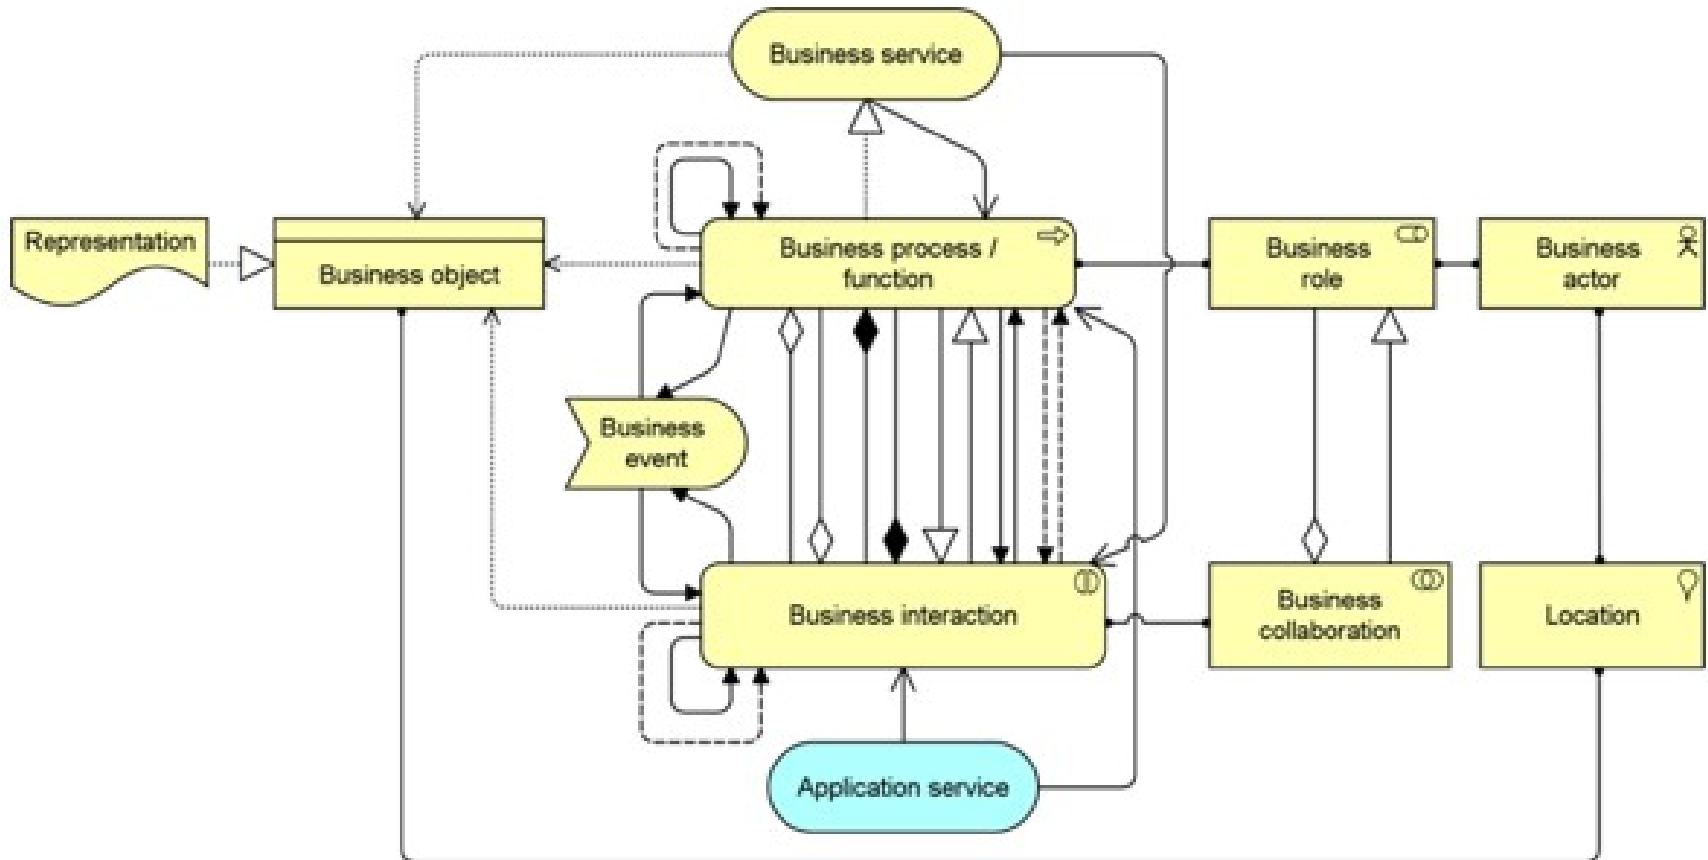 Business service
Representation
Business object
Business process /
function
Business
role
Business
actor
Business
event
Business interaction
Business
collaboration
Location
Application service